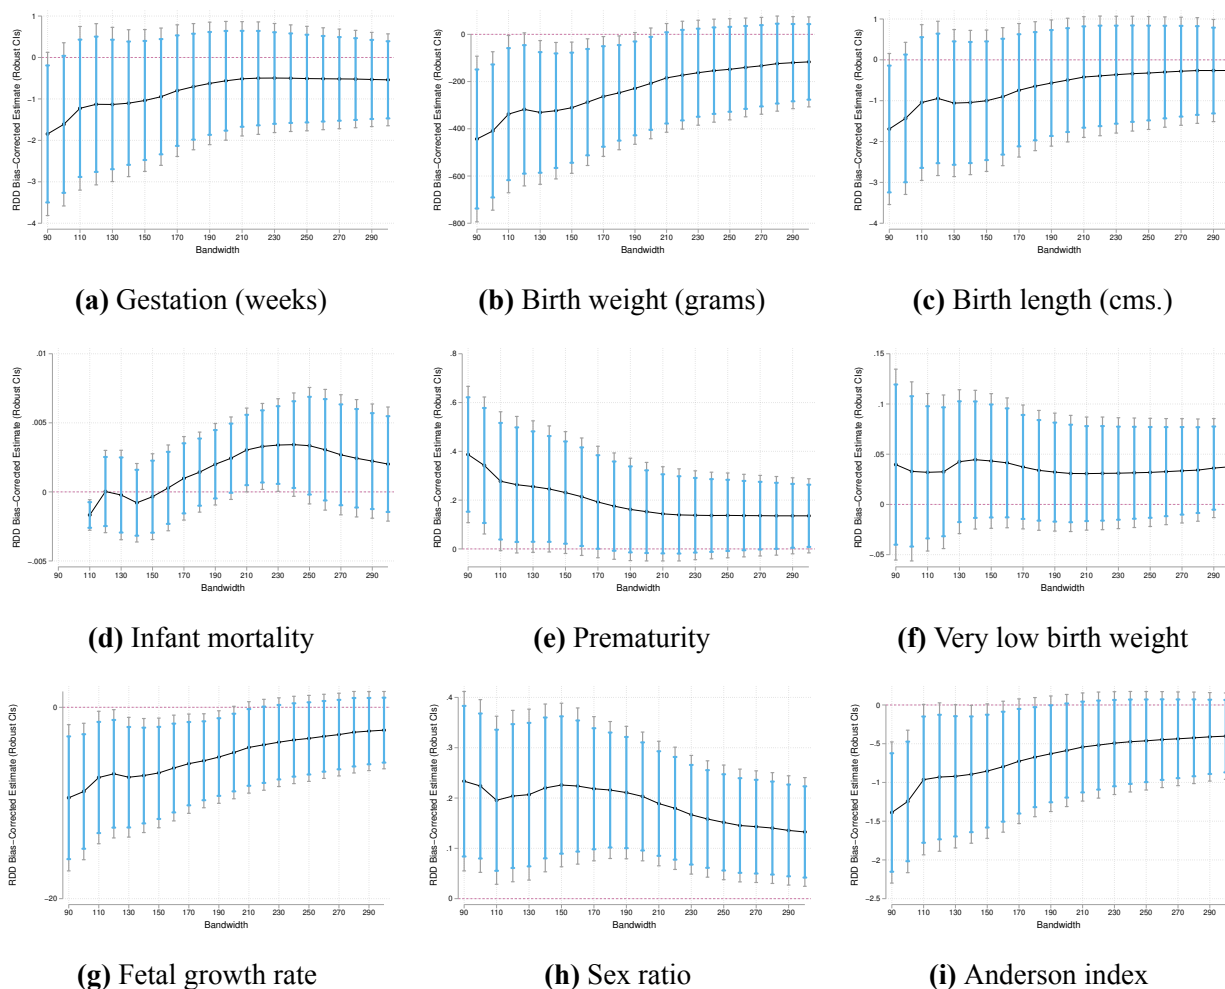 RDD Bias-Corrected Estimate (Robust CIs)
1
0
−1
−2
−3
−4
90 110 130 150 170 190 210 230 250 270 290
Bandwidth
(a) Gestation (weeks)
RDD Bias-Corrected Estimate (Robust CIs)
0
−200
−400
−600
−800
90 110 130 150 170 190 210 230 250 270 290
Bandwidth
(b) Birth weight (grams)
RDD Bias-Corrected Estimate (Robust CIs)
1
0
−1
−2
−3
−4
90 110 130 150 170 190 210 230 250 270 290
Bandwidth
(c) Birth length (cms.)
RDD Bias-Corrected Estimate (Robust CIs)
.01
.005
0
−.005
90 110 130 150 170 190 210 230 250 270 290
Bandwidth
(d) Infant mortality
RDD Bias-Corrected Estimate (Robust CIs)
.8
.6
.4
.2
0
90 110 130 150 170 190 210 230 250 270 290
Bandwidth
(e) Prematurity
RDD Bias-Corrected Estimate (Robust CIs)
.15
.1
.05
0
.05
90 110 130 150 170 190 210 230 250 270 290
Bandwidth
(f) Very low birth weight
RDD Bias-Corrected Estimate (Robust CIs)
0
−20
90 110 130 150 170 190 210 230 250 270 290
Bandwidth
(g) Fetal growth rate
RDD Bias-Corrected Estimate (Robust CIs)
.4
.3
.2
.1
0
90 110 130 150 170 190 210 230 250 270 290
Bandwidth
(h) Sex ratio
RDD Bias-Corrected Estimate (Robust CIs)
0
−.5
−1
−1.5
−2
−2.5
90 110 130 150 170 190 210 230 250 270 290
Bandwidth
(i) Anderson index